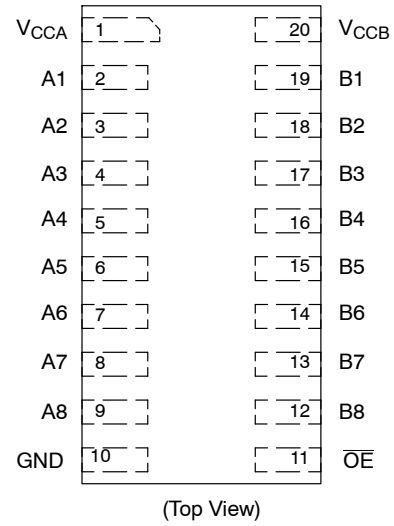 VCCA 1 20 VCCB
A1 2 19 B1
A2 3 18 B2
A3 4 17 B3
A4 5 16 B4
A5 6 15 B5
A6 7 14 B6
A7 8 13 B7
A8 9 12 B8
GND 10 11 O̅E̅
(Top View)